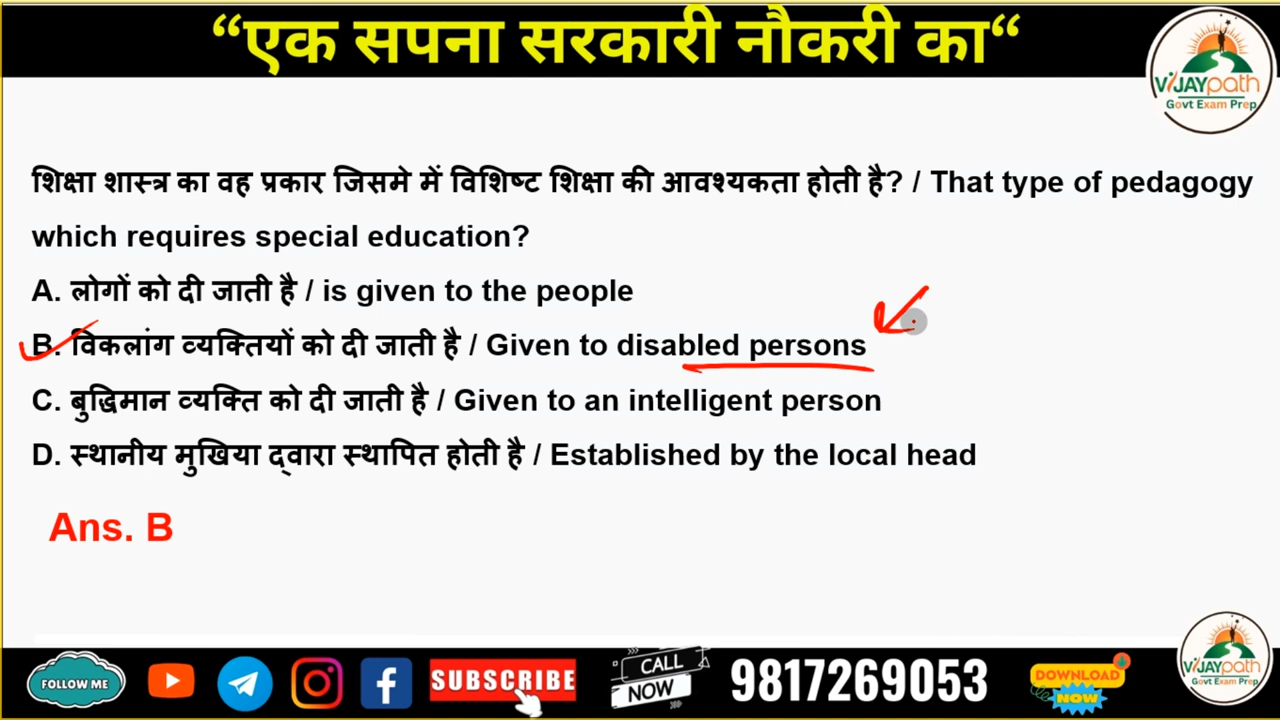 “एक सपना सरकारी नौकरी का“
VIJAYpath
Govt Exam Prep
शिक्षा शास्त्र का वह प्रकार जिसमे में विशिष्ट शिक्षा की आवश्यकता होती है? / That type of pedagogy
which requires special education?
A. लोगों को दी जाती है / is given to the people
B. विकलांग व्यक्तियों को दी जाती है / Given to disabled persons
C. बुद्धिमान व्यक्ति को दी जाती है / Given to an intelligent person
D. स्थानीय मुखिया द्वारा स्थापित होती है / Established by the local head
Ans. B
FOLLOW ME
SUBSCRIBE
CALL
NOW
9817269053
DOWNLOAD
NOW
VIJAYpath
Govt Exam Prep